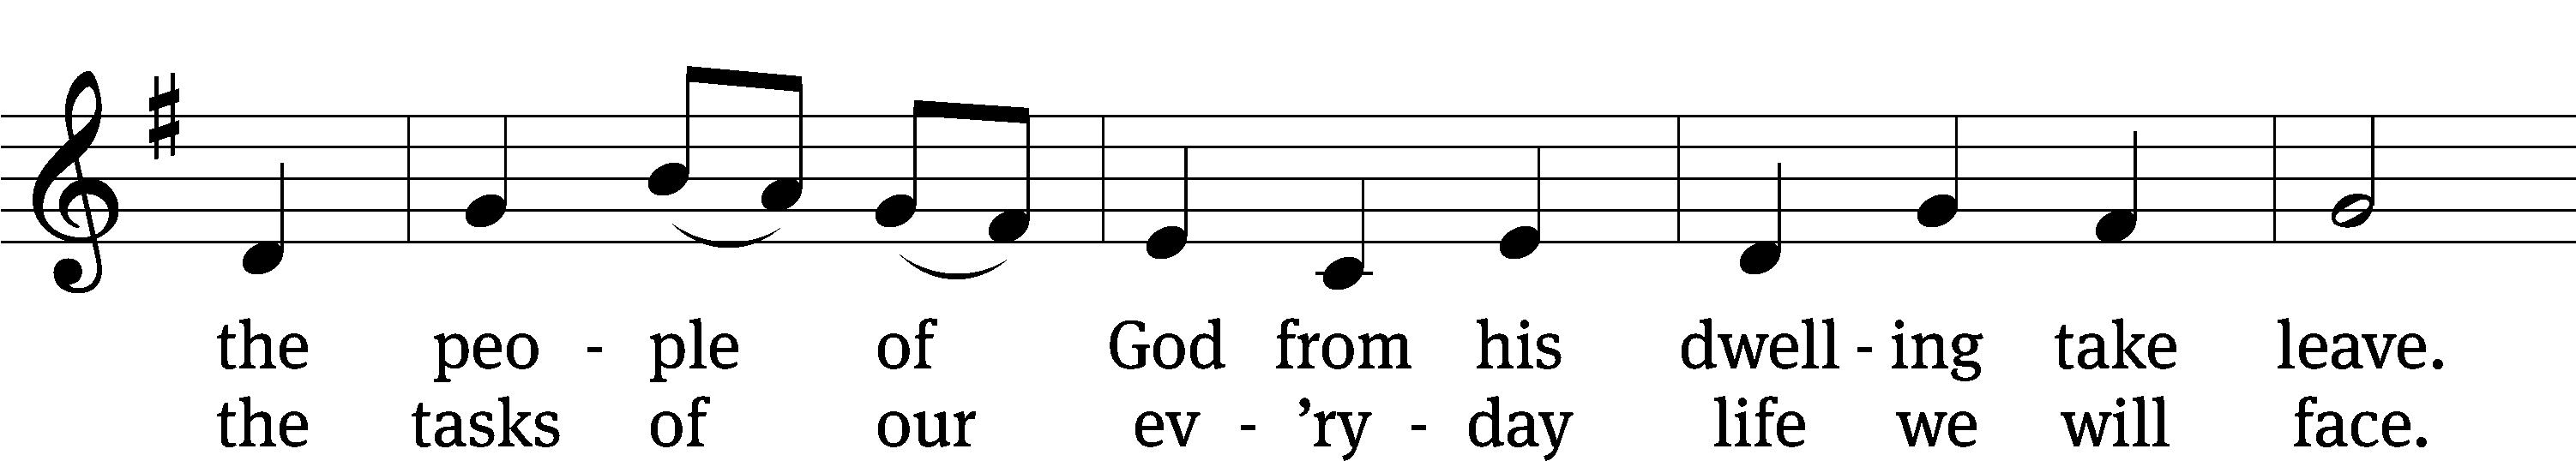 the peo - ple of God from his dwell - ing take leave.
the tasks of our ev - ’ry - day life we will face.